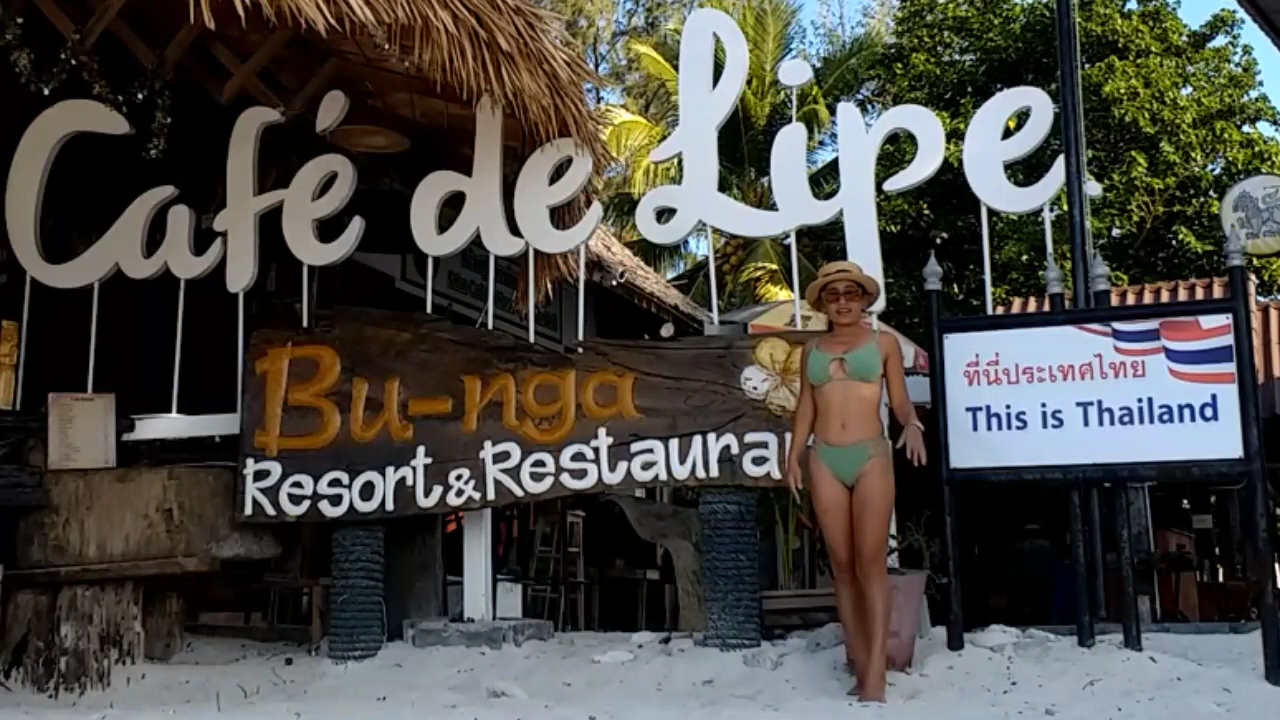 Café de Lipe
Bu-nga
Resort & Restaura
ที่นี่ประเทศไทย
This is Thailand